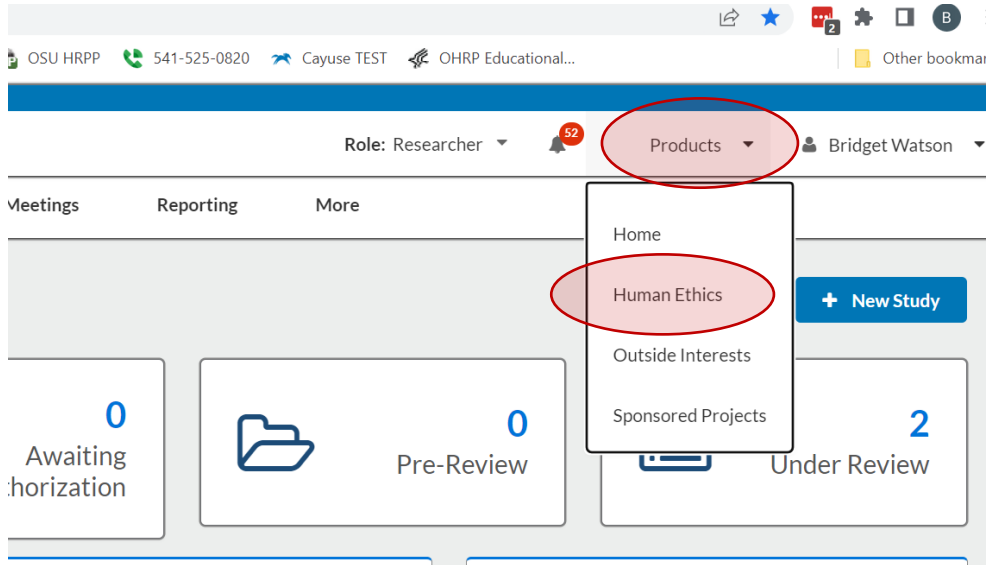 2 B
OSU HRPP 541-525-0820 Cayuse TEST OHRP Educational... Other bookmar
Role: Researcher 52 Products Bridget Watson
Meetings Reporting More
Home
Human Ethics
+ New Study
Outside Interests
Sponsored Projects
0
Awaiting
thorization
0
Pre-Review
2
Under Review